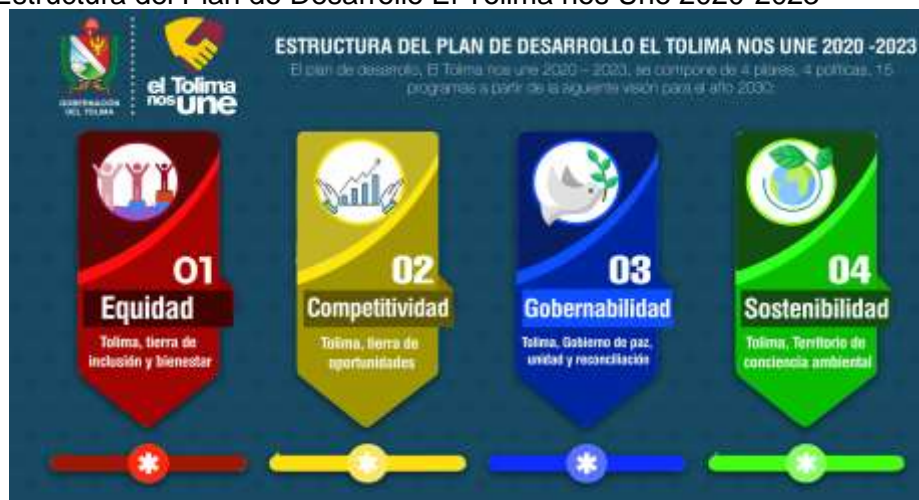 Estructura del Plan de Desarrollo El Tolima nos Une 2020-2023
ESTRUCTURA DEL PLAN DE DESARROLLO EL TOLIMA NOS UNE 2020 -2023
El plan de desarrollo, El Tolima nos une 2020 – 2023, se compone de 4 pilares, 4 políticas, 15
programas a partir de la siguiente visión para el año 2030:
GOBERNACIÓN
DEL TOLIMA
el Tolima
nos une
01
Equidad
Tolima, tierra de
inclusión y bienestar
02
Competitividad
Tolima, tierra de
oportunidades
03
Gobernabilidad
Tolima, Gobierno de paz,
unidad y reconciliación
04
Sostenibilidad
Tolima, Territorio de
conciencia ambiental